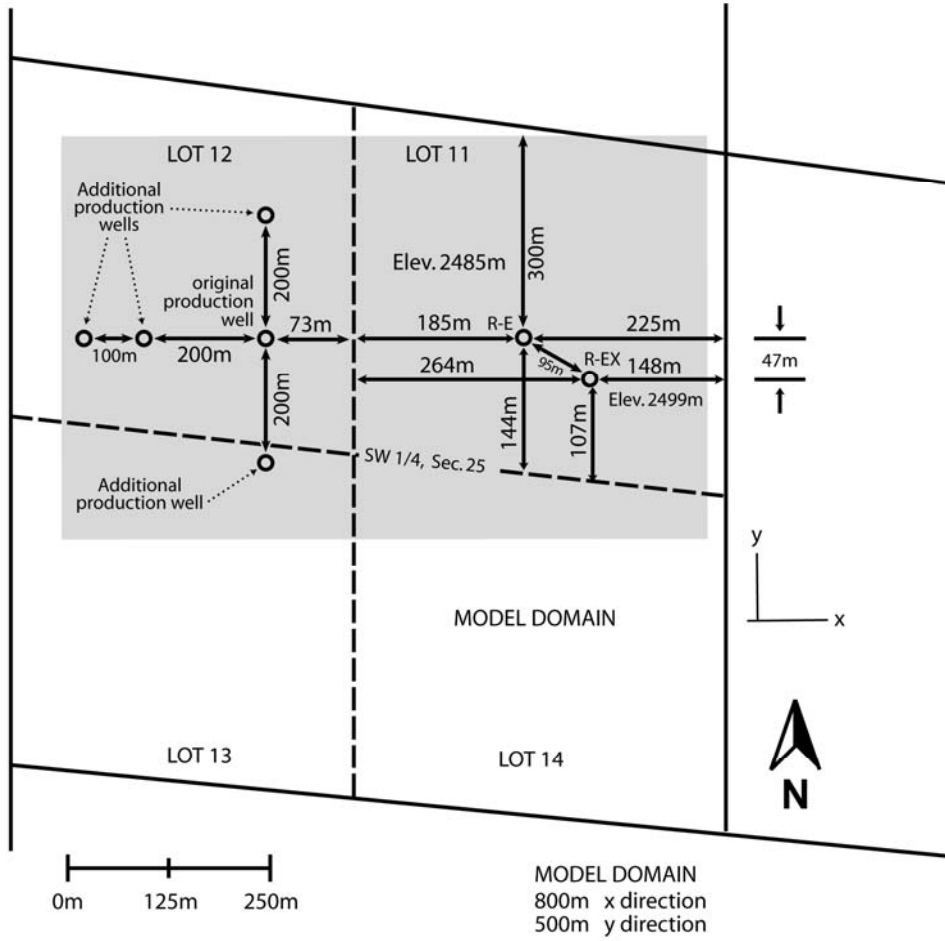 LOT 12
LOT 11
Additional
production
wells
200m
Elev. 2485m
300m
original
production
well
73m
185m
R-E
225m
100m
200m
95m
R-EX
47m
264m
148m
200m
144m
107m
Elev. 2499m
SW 1/4, Sec. 25
Additional
production well
y
x
MODEL DOMAIN
LOT 13
LOT 14
N
0m
125m
250m
MODEL DOMAIN
800m x direction
500m y direction